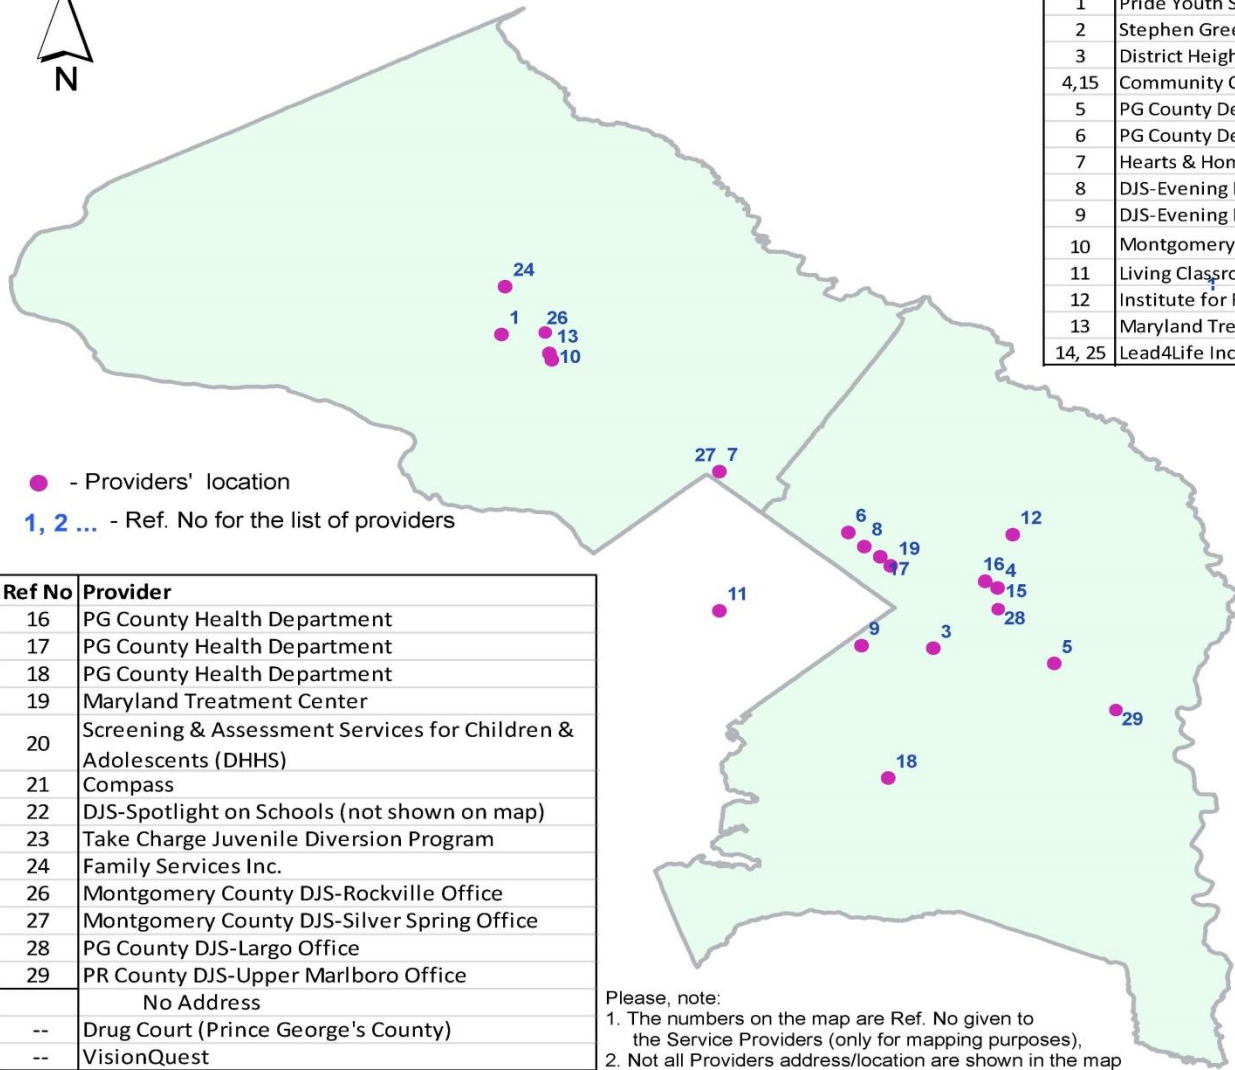 N
1 Pride Youth
2 Stephen
3 District
4,15 Community
5 PG County
6 PG County
7 Hearts &
8 DJS-Evening
9 DJS-Evening
10 Montgomery
11 Living
12 Institute for
13 Maryland
14, 25 Lead4Life Inc
24
1
26
13
10
27 7
- Providers' location
1, 2 ... - Ref. No for the list of providers
6
8
19
17
12
16 4
15
28
11
9
3
5
29
18
Ref No Provider
16 PG County Health Department
17 PG County Health Department
18 PG County Health Department
19 Maryland Treatment Center
20 Screening & Assessment Services for Children &
Adolescents (DHHS)
21 Compass
22 DJS-Spotlight on Schools (not shown on map)
23 Take Charge Juvenile Diversion Program
24 Family Services Inc.
26 Montgomery County DJS-Rockville Office
27 Montgomery County DJS-Silver Spring Office
28 PG County DJS-Largo Office
29 PR County DJS-Upper Marlboro Office
No Address
-- Drug Court (Prince George's County)
-- VisionQuest
Please, note:
1. The numbers on the map are Ref. No given to
the Service Providers (only for mapping purposes),
2. Not all Providers address/location are shown in the map